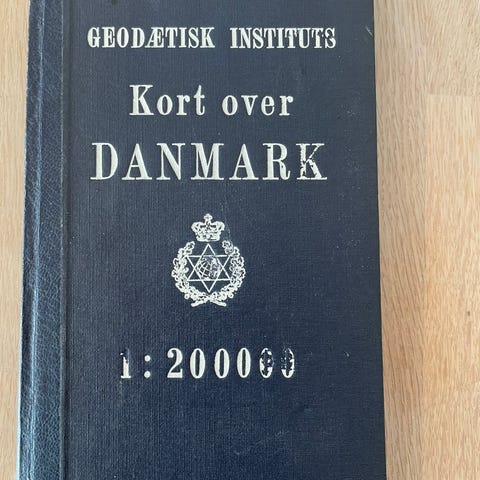 GEODÆTISK INSTITUTS
Kort over
DANMARK
1:200000